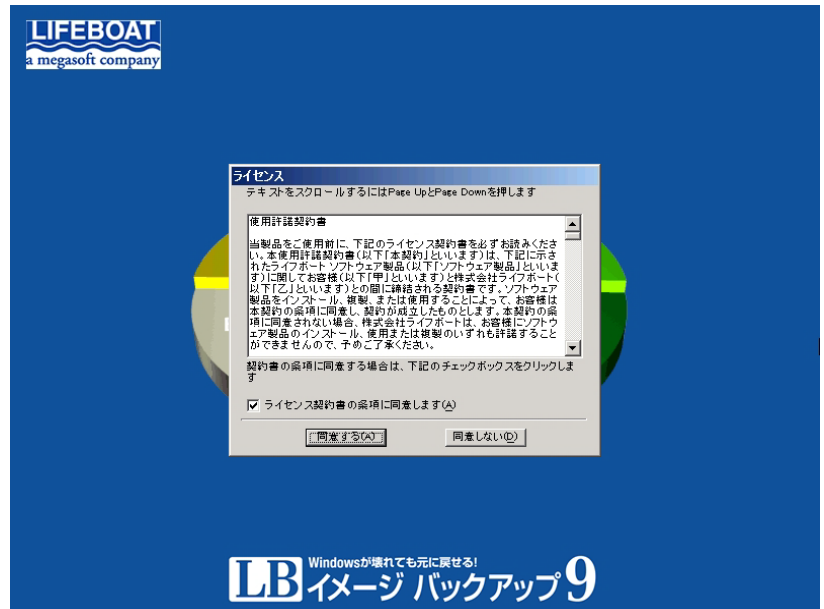 LIFEBOAT
a megasoft company
ライセンス
テキストをスクロールするにはPage UpとPage Downを押します
使用許諾契約書
当製品をご使用前に、下記のライセンス契約書を必ずお読みくださ
い。本使用許諾契約書(以下「本契約」といいます)は、下記に示さ
れたライフボート ソフトウェア製品(以下「ソフトウェア製品」といいま
す)に関してお客様(以下「甲」といいます)と株式会社ライフボート(
以下「乙」といいます)との間に締結される契約書です。ソフトウェア
製品をインストール、複製、または使用することによって、お客様は
本契約の条項に同意し、契約が成立したものとします。本契約の条
項に同意されない場合、株式会社ライフボートは、お客様にソフトウ
ェア製品のインストール、使用または複製のいずれも許諾すること
ができませんので、予めご了承ください。
契約書の条項に同意する場合は、下記のチェックボックスをクリックしま
す
ライセンス契約書の条項に同意します(A)
同意する(A)
同意しない(D)
Windowsが壊れても元に戻せる!
LB イメージ バックアップ9